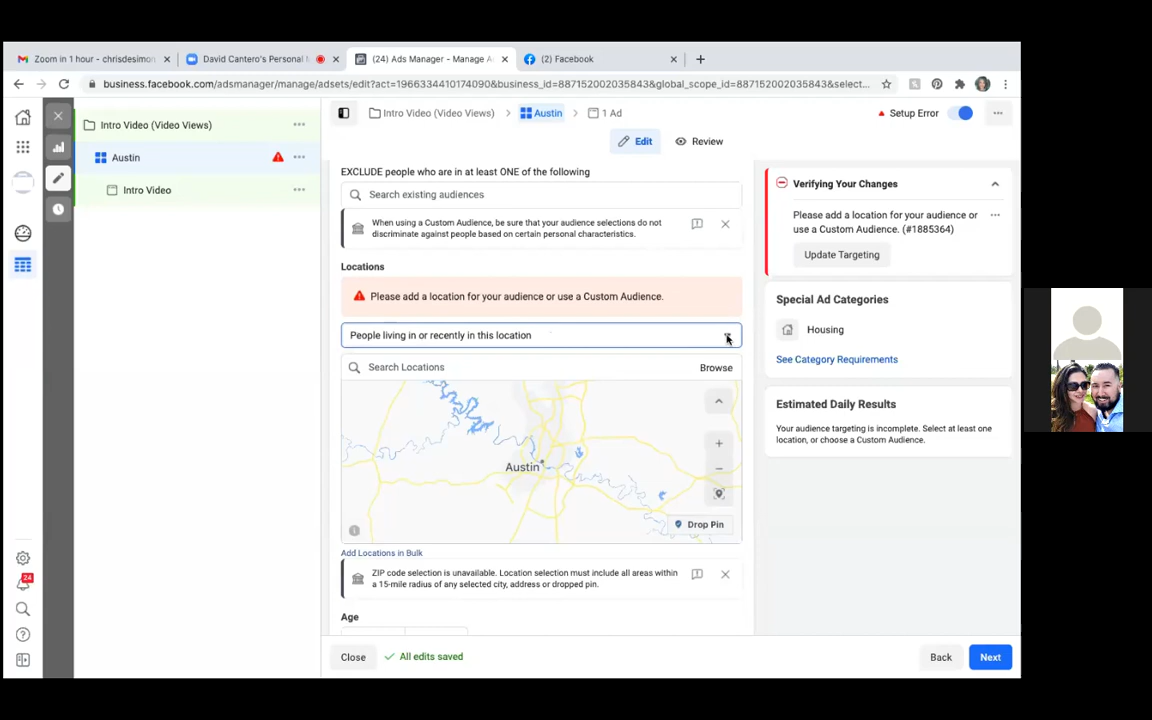 Zoom in 1 hour - chrisdesimon
David Cantero's Personal
(24) Ads Manager - Manage A
(2) Facebook
business.facebook.com/adsmanager/manage/adsets/edit?act=1966334410174090&business_id=887152002035843&global_scope_id=887152002035843&select...
Intro Video (Video Views)
Austin
Intro Video
24
Intro Video (Video Views)
Austin
1 Ad
Setup Error
Edit
Review
EXCLUDE people who are in at least ONE of the following
Search existing audiences
When using a Custom Audience, be sure that your audience selections do not
discriminate against people based on certain personal characteristics.
Locations
Please add a location for your audience or use a Custom Audience.
People living in or recently in this location
Search Locations
Browse
Austin
Drop Pin
Add Locations in Bulk
ZIP code selection is unavailable. Location selection must include all areas within
a 15-mile radius of any selected city, address or dropped pin.
Age
Close
All edits saved
Back
Next
Verifying Your Changes
Please add a location for your audience or
use a Custom Audience. (#1885364)
Update Targeting
Special Ad Categories
Housing
See Category Requirements
Estimated Daily Results
Your audience targeting is incomplete. Select at least one
location, or choose a Custom Audience.